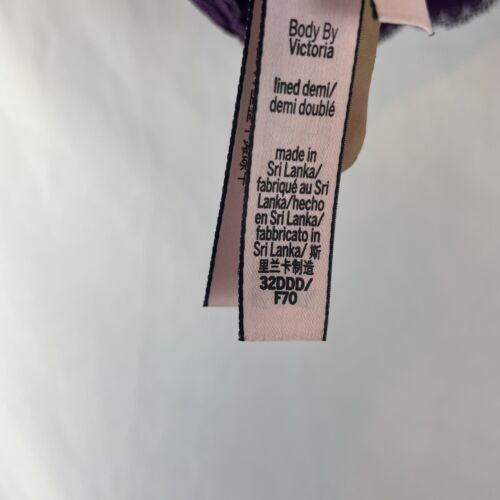 Body By
Victoria
lined demi/
demi doublé
made in
Sri Lanka/
fabriqué au Sri
Lanka/hecho
en Sri Lanka/
fabbricato in
Sri Lanka/ 斯
里兰卡制造
32DDD/
F70